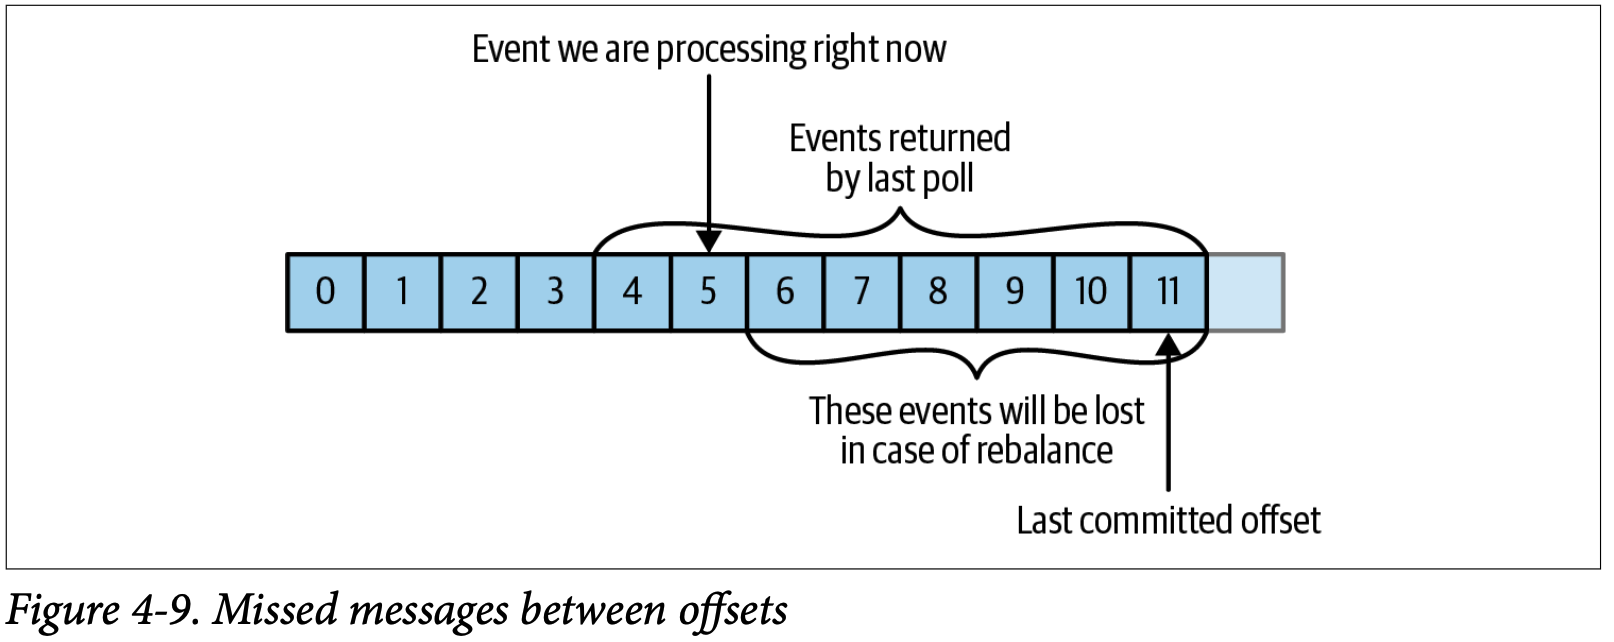 Event we are processing right now
Events returned
by last poll
0 1 2 3 4 5 6 7 8 9 10 11
These events will be lost
in case of rebalance
Last committed offset
Figure 4-9. Missed messages between offsets